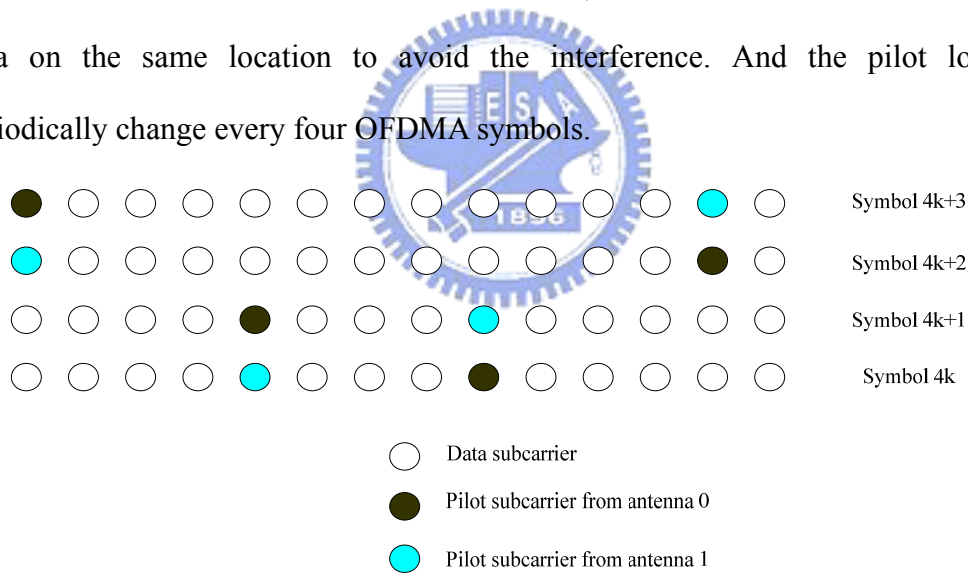 on the same location to avoid the interference. And the pilot
change every four OFDMA symbols.
E S A
1896
Symbol 4k+3
Symbol 4k+2
Symbol 4k+1
Symbol 4k
Data subcarrier
Pilot subcarrier from antenna 0
Pilot subcarrier from antenna 1